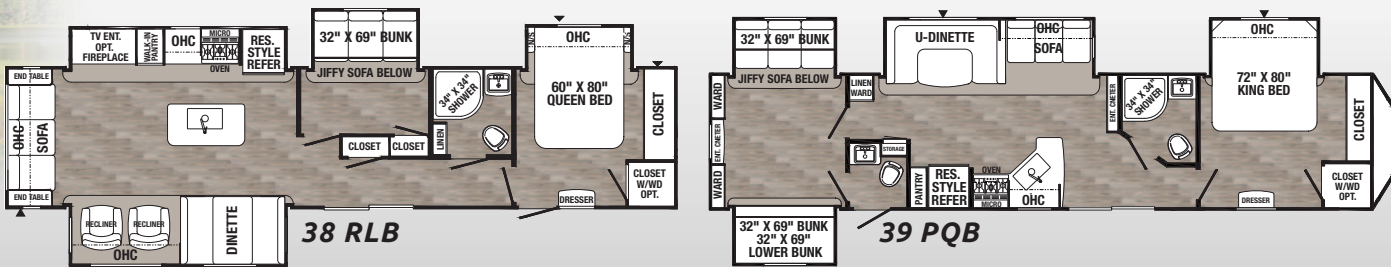 TV ENT.
OPT.
FIREPLACE
WALK-IN
PANTRY
OHC
MICRO
OVEN
RES.
STYLE
REFER
32" X 69" BUNK
JIFFY SOFA BELOW
34" X 34"
SHOWER
N/S
OHC
N/S
60" X 80"
QUEEN BED
CLOSET
END TABLE
OHC
SOFA
END TABLE
CLOSET
CLOSET
LINEN
CLOSET
W/WD
OPT.
DRESSER
RECLINER
RECLINER
OHC
DINETTE
38 RLB
32" X 69" BUNK
JIFFY SOFA BELOW
U-DINETTE
OHC
SOFA
LINEN
WARD
WARD
ENT. CNETER
WARD
ENT. CNETER
34" X 34"
SHOWER
OHC
72" X 80"
KING BED
CLOSET
STORAGE
PANTRY
RES.
STYLE
REFER
OVEN
MICRO
OHC
DRESSER
CLOSET
W/WD
OPT.
32" X 69" BUNK
32" X 69"
LOWER BUNK
39 PQB